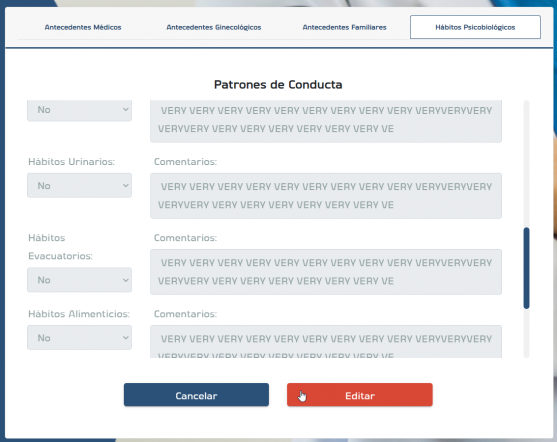 Antecedentes Médicos
Antecedentes Ginecológicos
Antecedentes Familiares
Hábitos Psicobiológicos
Patrones de Conducta
No
VERY VERY VERY VERY VERY VERY VERY VERY VERY VERYVERYVERY
VERYVERY VERY VERY VERY VERY VERY VE
Hábitos Urinarios:
Comentarios:
No
VERY VERY VERY VERY VERY VERY VERY VERY VERY VERYVERYVERY
VERYVERY VERY VERY VERY VERY VERY VE
Hábitos
Evacuatorios:
Comentarios:
No
VERY VERY VERY VERY VERY VERY VERY VERY VERY VERYVERYVERY
VERYVERY VERY VERY VERY VERY VERY VE
Hábitos Alimenticios:
Comentarios:
No
VERY VERY VERY VERY VERY VERY VERY VERY VERY VERYVERYVERY
VERYVERY VERY VERY VERY VERY VERY VE
Cancelar
Editar